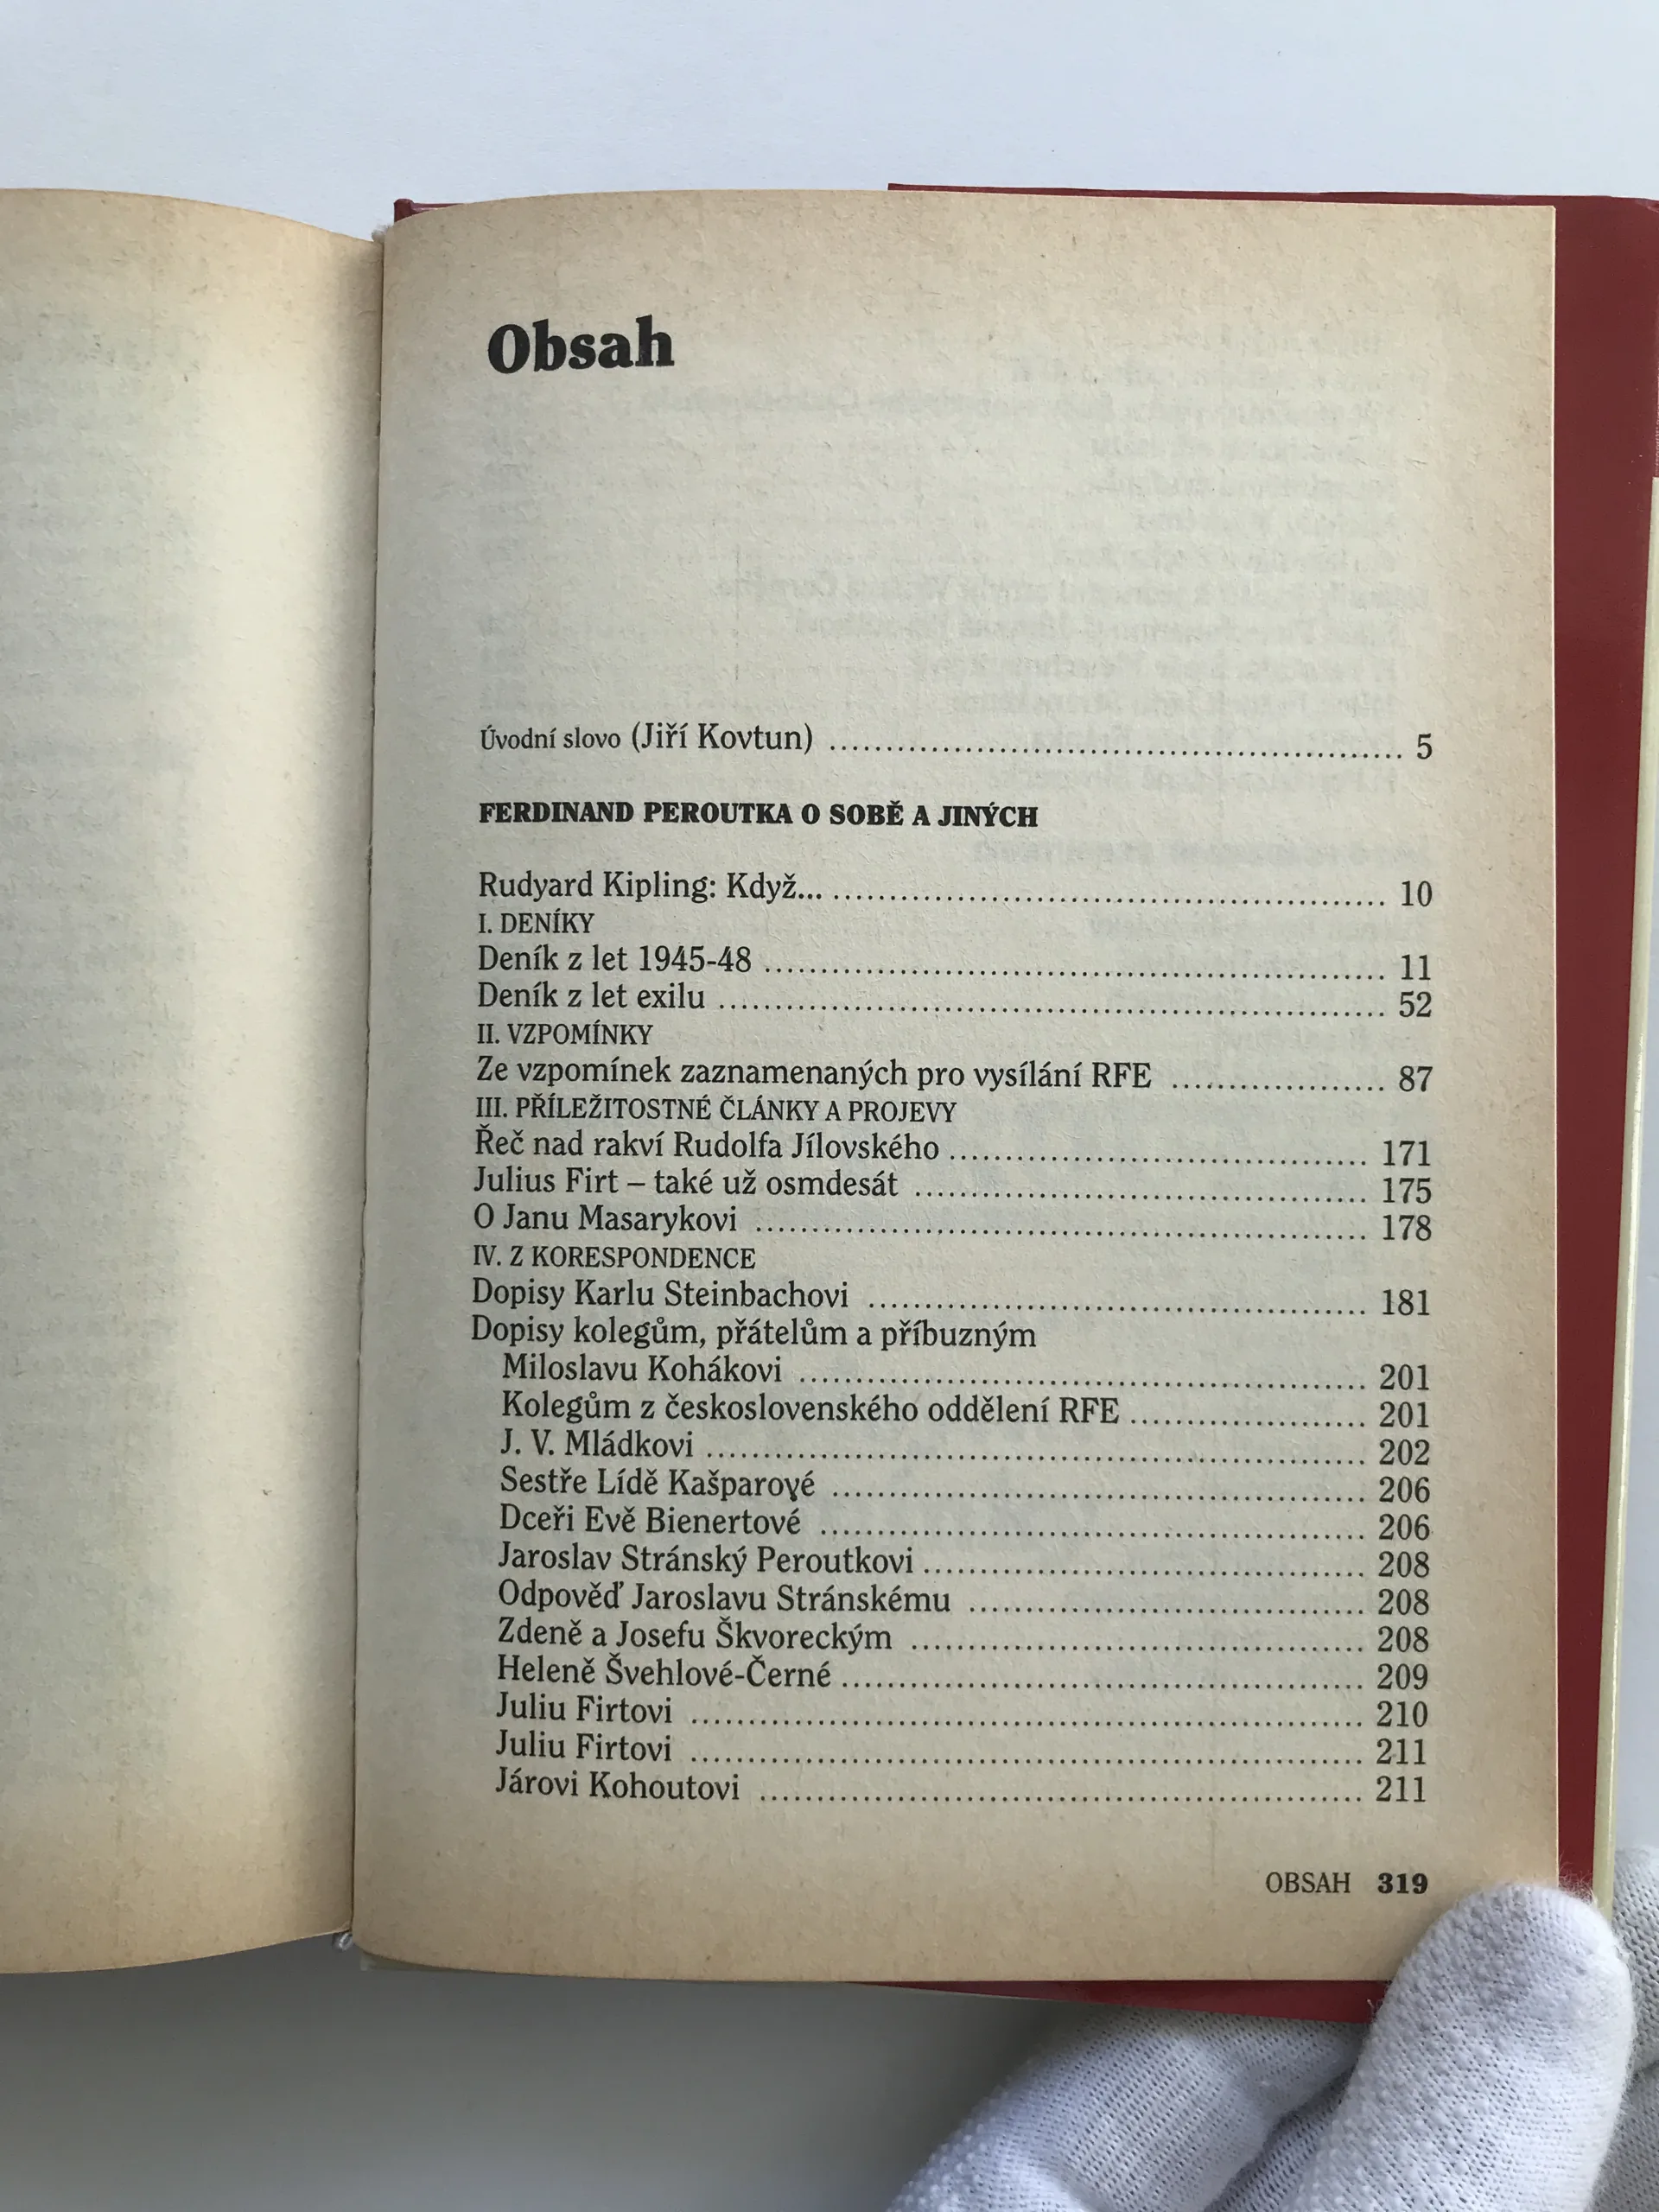 Obsah
Úvodní slovo (Jiří Kovtun) ........................................................ 5
FERDINAND PEROUTKA O SOBĚ A JINÝCH
Rudyard Kipling: Když... ........................................................ 10
I. DENÍKY
Deník z let 1945-48 ............................................................... 11
Deník z let exilu ................................................................... 52
II. VZPOMÍNKY
Ze vzpomínek zaznamenaných pro vysílání RFE ..................... 87
III. PŘÍLEŽITOSTNÉ ČLÁNKY A PROJEVY
Řeč nad rakví Rudolfa Jílovského ......................................... 171
Julius Firt – také už osmdesát ............................................ 175
O Janu Masarykovi ............................................................ 178
IV. Z KORESPONDENCE
Dopisy Karlu Steinbachovi ................................................. 181
Dopisy kolegům, přátelům a příbuzným
Miloslavu Kohákovi ........................................................ 201
Kolegům z československého oddělení RFE ....................... 201
J. V. Mládkovi ................................................................. 202
Sestře Lídě Kašparové .................................................... 206
Dceři Evě Bienertové ...................................................... 206
Jaroslav Stránský Peroutkovi ........................................... 208
Odpověď Jaroslavu Stránskému ....................................... 208
Zdeně a Josefu Škvoreckým ............................................. 208
Heleně Švehlové-Černé .................................................... 209
Juliu Firtovi ................................................................... 210
Juliu Firtovi ................................................................... 211
Járovi Kohoutovi ............................................................ 211
OBSAH 319